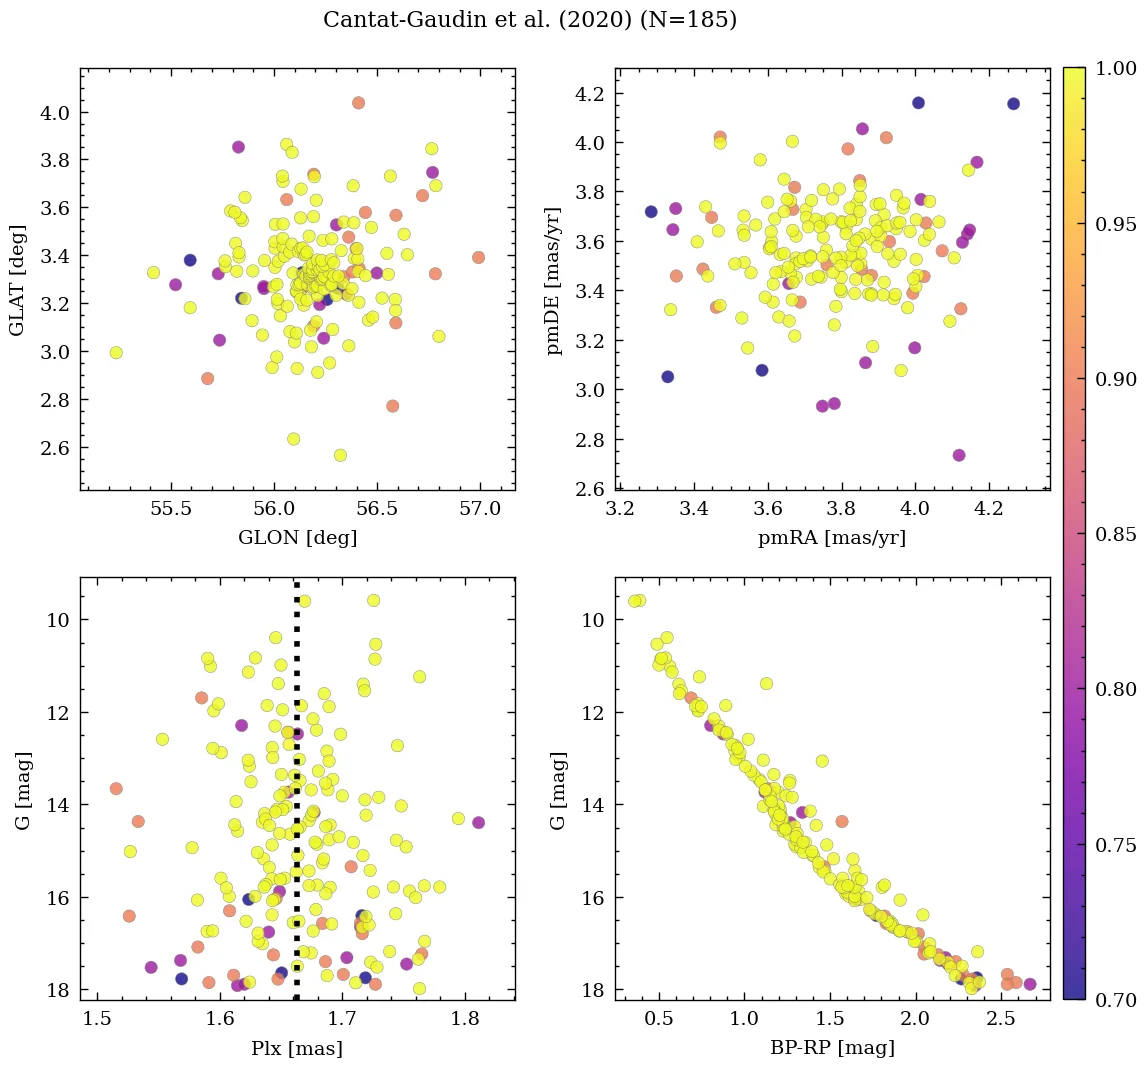 Cantat-Gaudin et al. (2020) (N=185)
4.0
3.8
3.6
3.4
3.2
3.0
2.8
2.6
GLAT [deg]
55.5 56.0 56.5 57.0
GLON [deg]
4.2
4.0
3.8
3.6
3.4
3.2
3.0
2.8
2.6
pmDE [mas/yr]
3.2 3.4 3.6 3.8 4.0 4.2
pmRA [mas/yr]
10
12
14
16
18
G [mag]
1.5 1.6 1.7 1.8
Plx [mas]
10
12
14
16
18
G [mag]
0.5 1.0 1.5 2.0 2.5
BP-RP [mag]
1.00
0.95
0.90
0.85
0.80
0.75
0.70